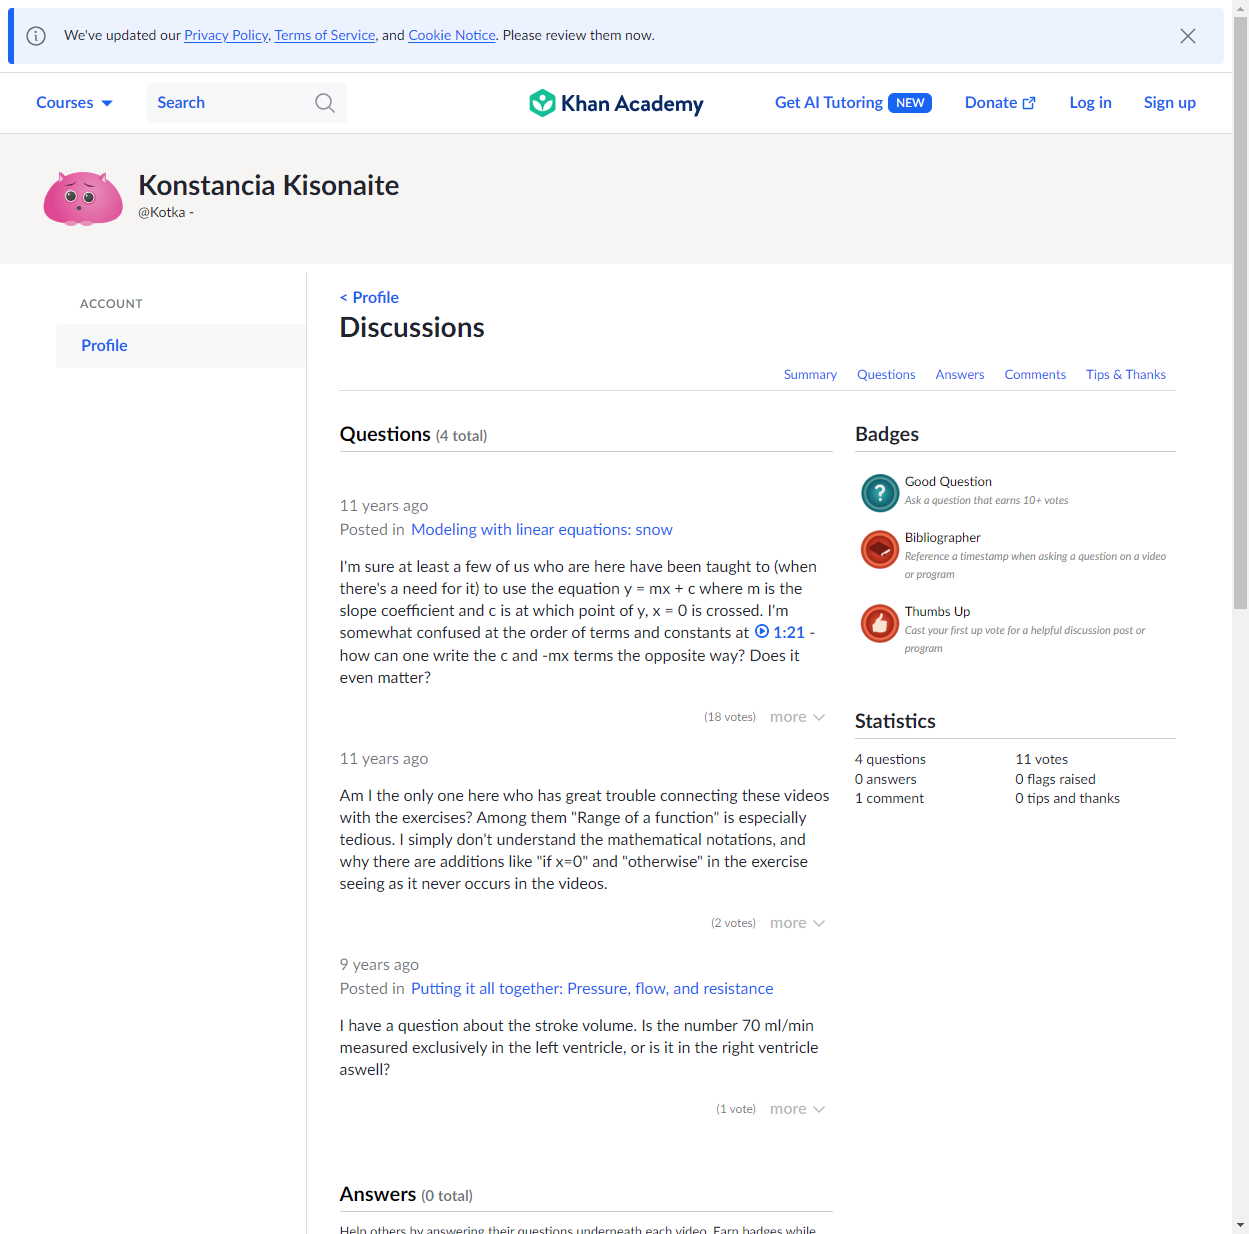 We've updated our Privacy Policy, Terms of Service, and Cookie Notice. Please review them now.
Courses
Search
Khan Academy
Get AI Tutoring NEW
Donate
Log in
Sign up
Konstancia Kisonaite
@Kotka -
ACCOUNT
Profile
< Profile
Discussions
Summary
Questions
Answers
Comments
Tips & Thanks
Questions (4 total)
11 years ago
Posted in Modeling with linear equations: snow
I'm sure at least a few of us who are here have been taught to (when
there's a need for it) to use the equation y = mx + c where m is the
slope coefficient and c is at which point of y, x = 0 is crossed. I'm
somewhat confused at the order of terms and constants at 1:21 -
how can one write the c and -mx terms the opposite way? Does it
even matter?
(18 votes) more
11 years ago
Am I the only one here who has great trouble connecting these videos
with the exercises? Among them "Range of a function" is especially
tedious. I simply don't understand the mathematical notations, and
why there are additions like "if x=0" and "otherwise" in the exercise
seeing as it never occurs in the videos.
(2 votes) more
9 years ago
Posted in Putting it all together: Pressure, flow, and resistance
I have a question about the stroke volume. Is the number 70 ml/min
measured exclusively in the left ventricle, or is it in the right ventricle
aswell?
(1 vote) more
Answers (0 total)
Help others by answering their questions underneath each video. Earn badges while
Badges
?
Good Question
Ask a question that earns 10+ votes
Bibliographer
Reference a timestamp when asking a question on a video
or program
Thumbs Up
Cast your first up vote for a helpful discussion post or
program
Statistics
4 questions
11 votes
0 answers
0 flags raised
1 comment
0 tips and thanks